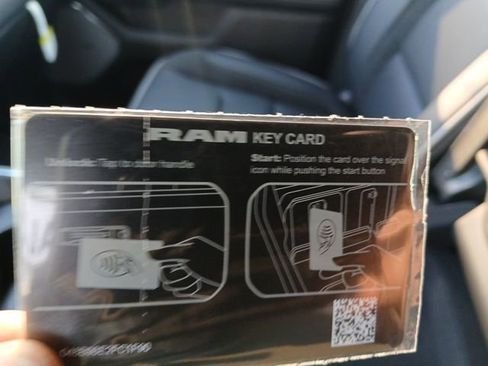 RAM KEY CARD
Unlock: Tap to door handle
Start: Position the card over the signal
icon while pushing the start button